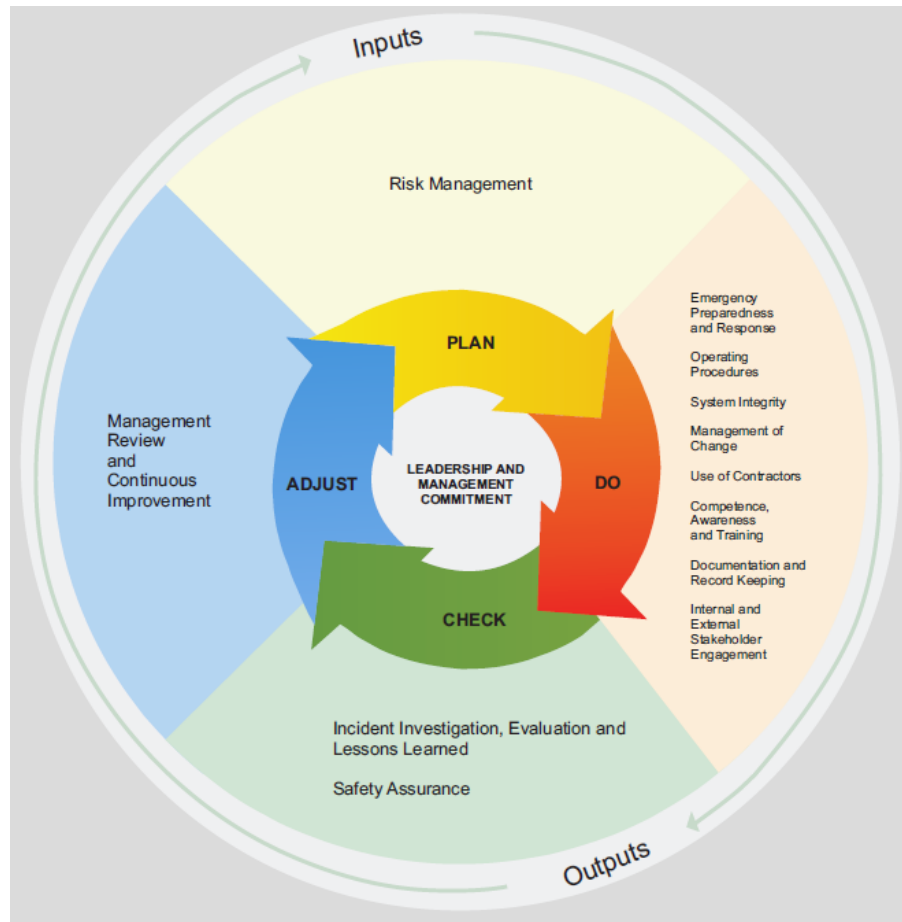 Inputs
Risk Management
PLAN
Emergency
Preparedness
and Response
Operating
Procedures
System Integrity
Management of
Change
Use of Contractors
Competence,
Awareness
and Training
Documentation and
Record Keeping
Internal and
External
Stakeholder
Engagement
DO
LEADERSHIP AND
MANAGEMENT
COMMITMENT
ADJUST
Management
Review
and
Continuous
Improvement
CHECK
Incident Investigation, Evaluation and
Lessons Learned
Safety Assurance
Outputs